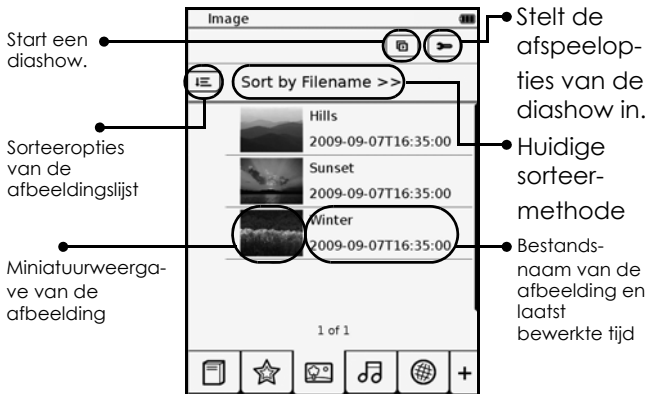 Start een
diashow.
Sorteeropties
van de
afbeeldingslijst
Miniatuurweerga-
ve van de
afbeelding
Image
Sort by Filename >>
Hills
2009-09-07T16:35:00
Sunset
2009-09-07T16:35:00
Winter
2009-09-07T16:35:00
1 of 1
+
Stelt de
afspeelop-
ties van de
diashow in.
Huidige
sorteer-
methode
Bestands-
naam van de
afbeelding en
laatst
bewerkte tijd